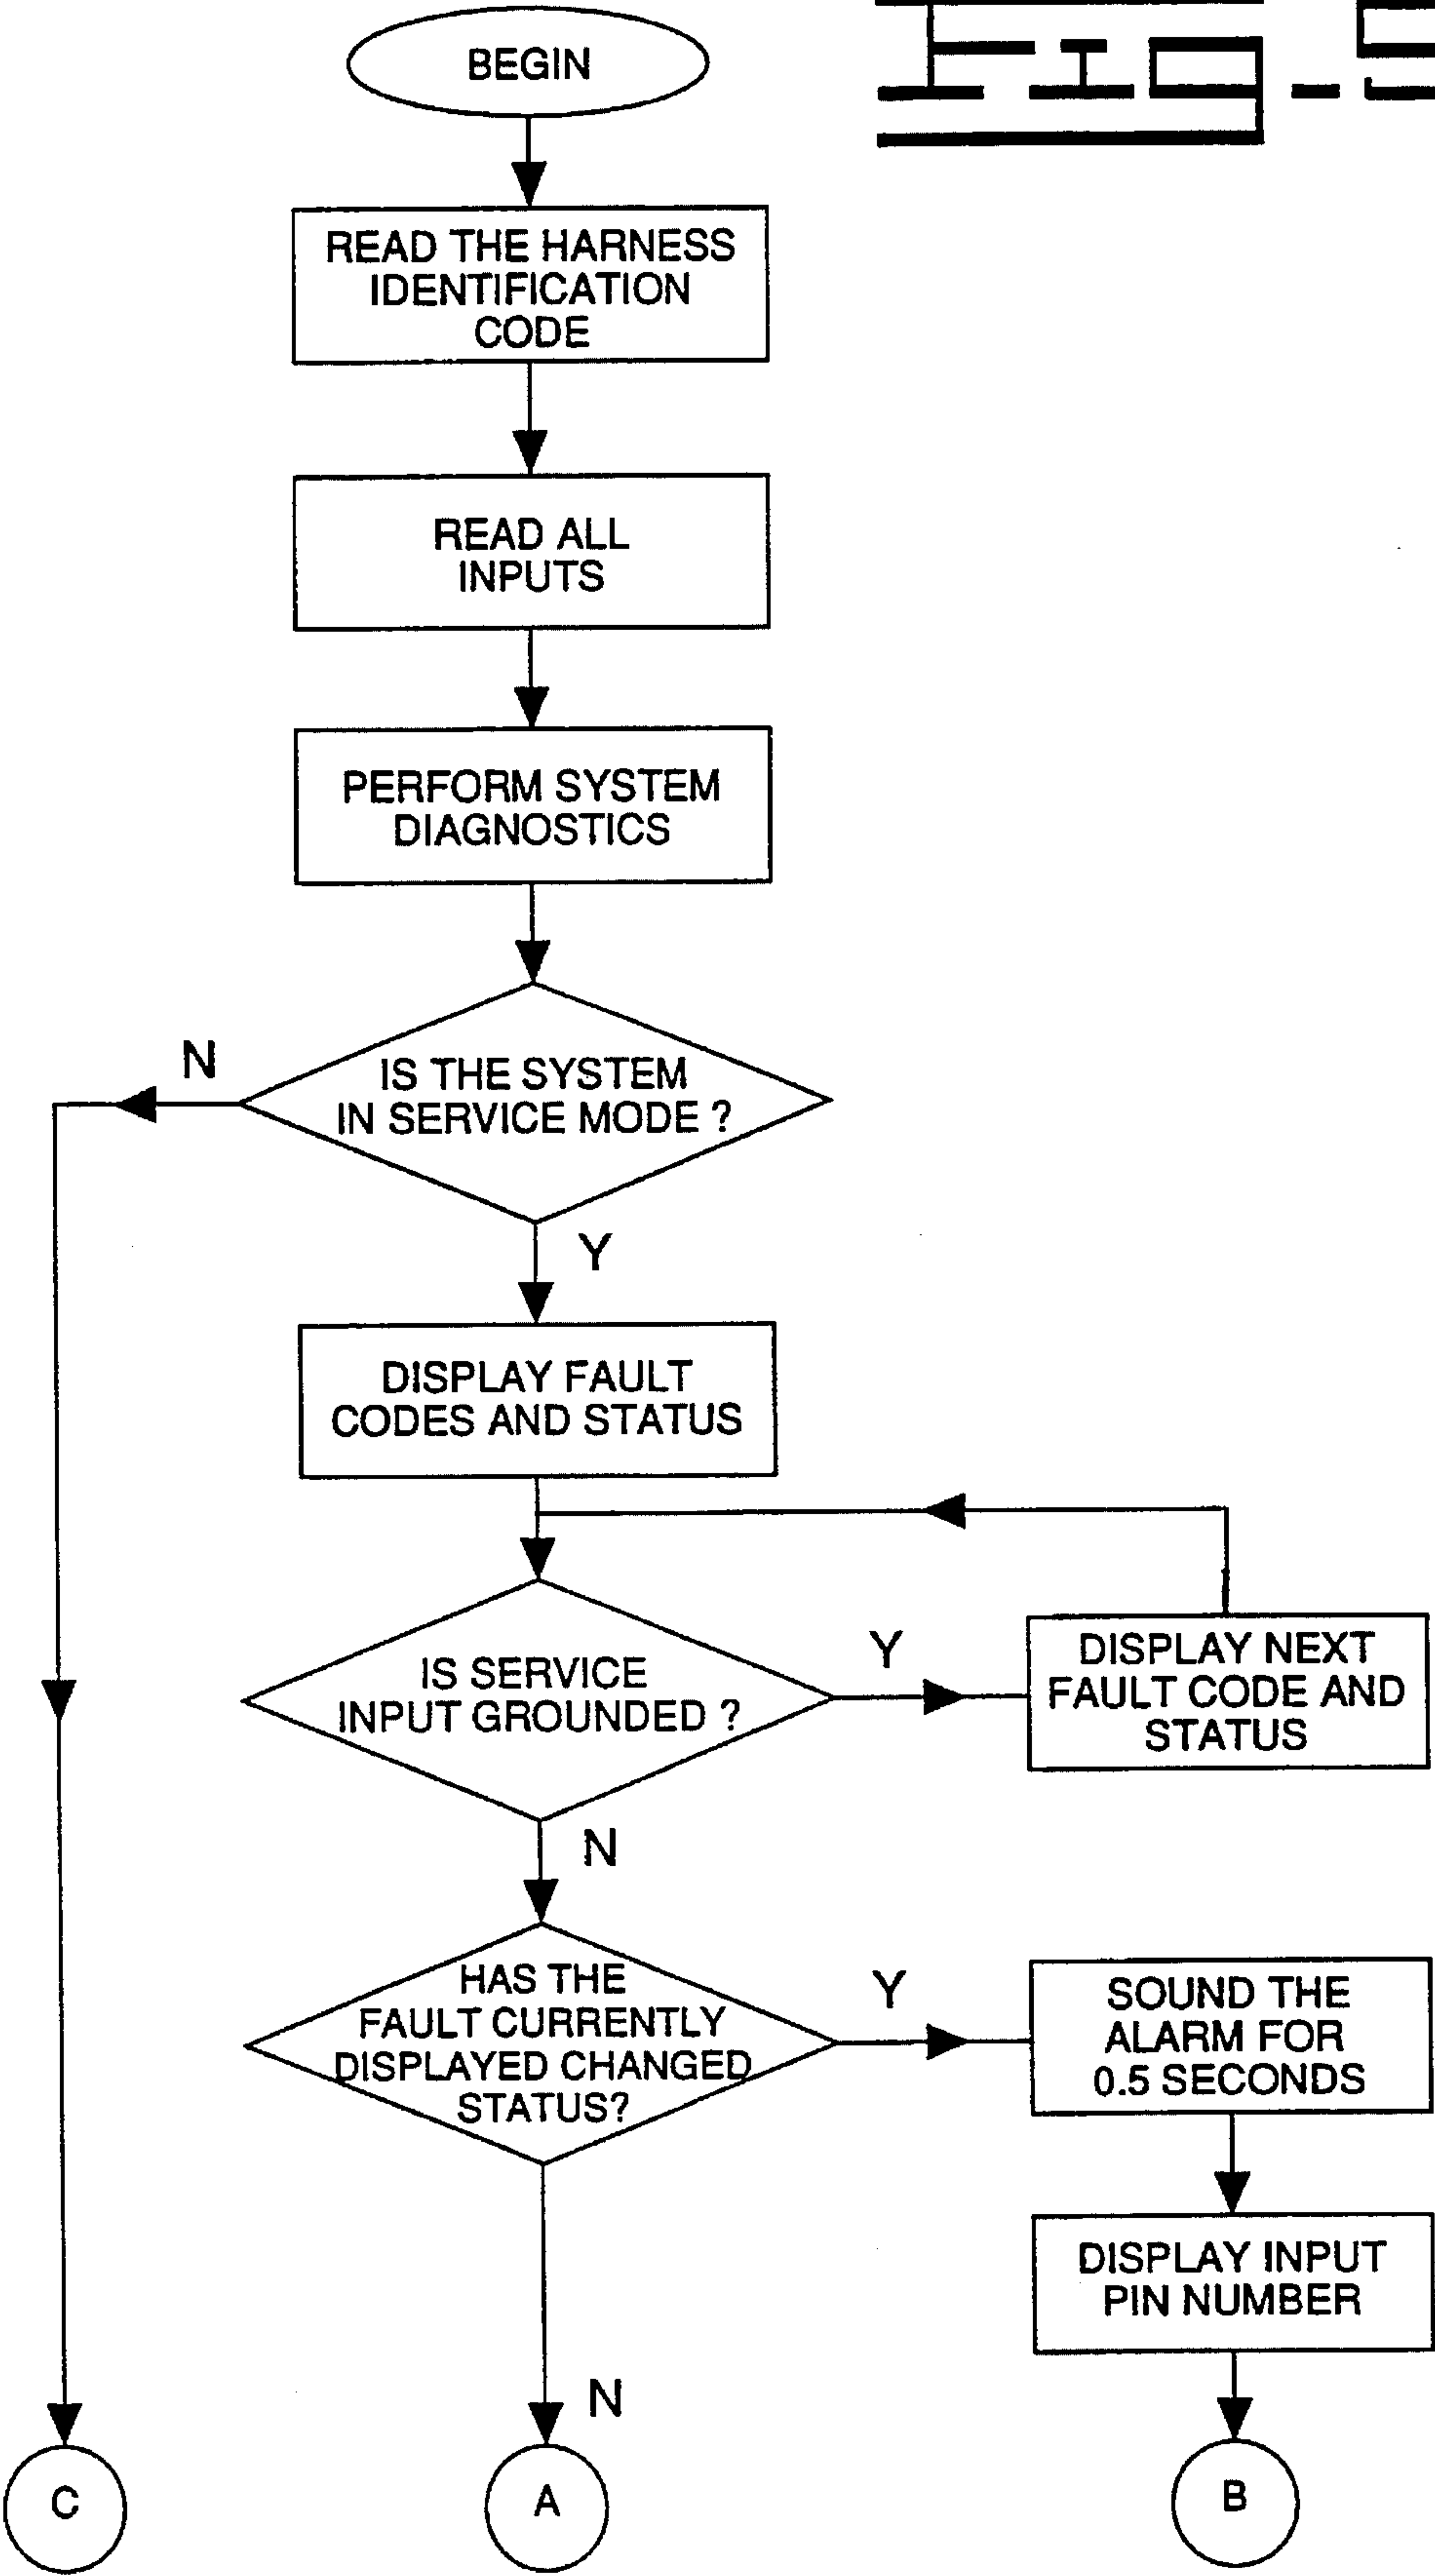 BEGIN
READ THE HARNESS
IDENTIFICATION
CODE
READ ALL
INPUTS
PERFORM SYSTEM
DIAGNOSTICS
IS THE SYSTEM
IN SERVICE MODE ?
N
Y
DISPLAY FAULT
CODES AND STATUS
IS SERVICE
INPUT GROUNDED ?
Y
DISPLAY NEXT
FAULT CODE AND
STATUS
N
HAS THE
FAULT CURRENTLY
DISPLAYED CHANGED
STATUS?
Y
SOUND THE
ALARM FOR
0.5 SECONDS
DISPLAY INPUT
PIN NUMBER
N
C
A
B